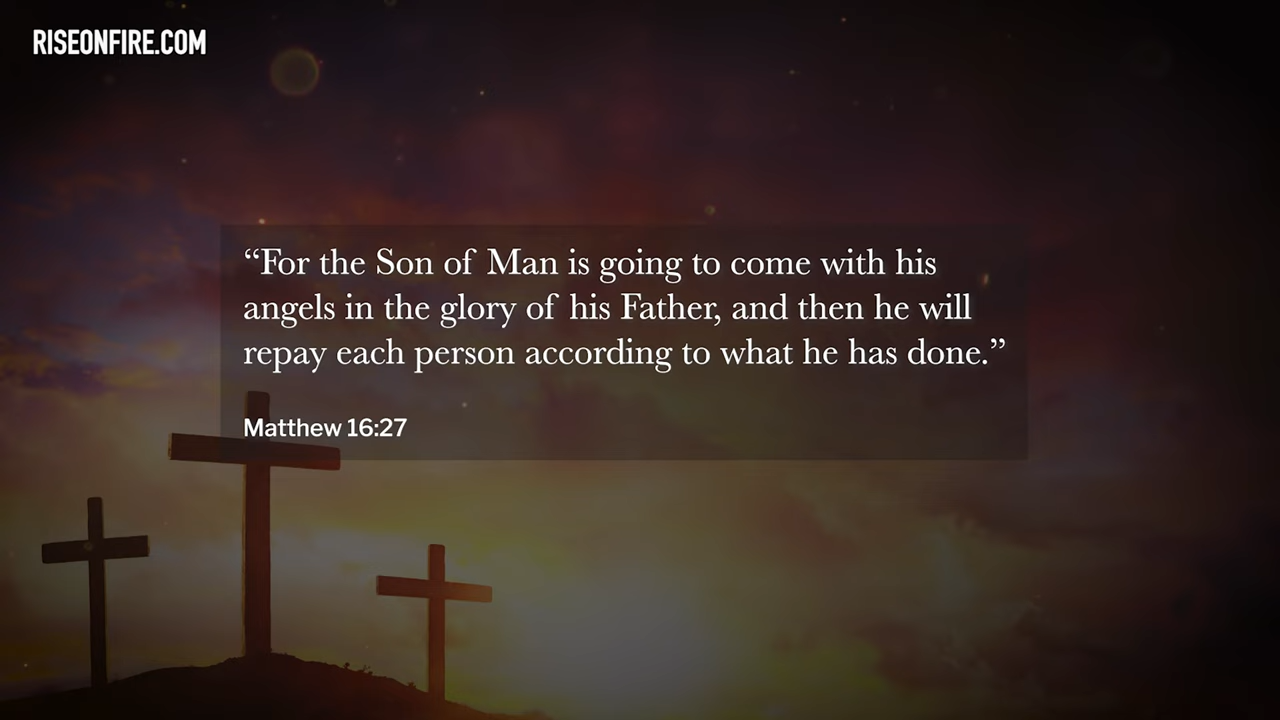 RISEONFIRE.COM
“For the Son of Man is going to come with his
angels in the glory of his Father, and then he will
repay each person according to what he has done.”
Matthew 16:27